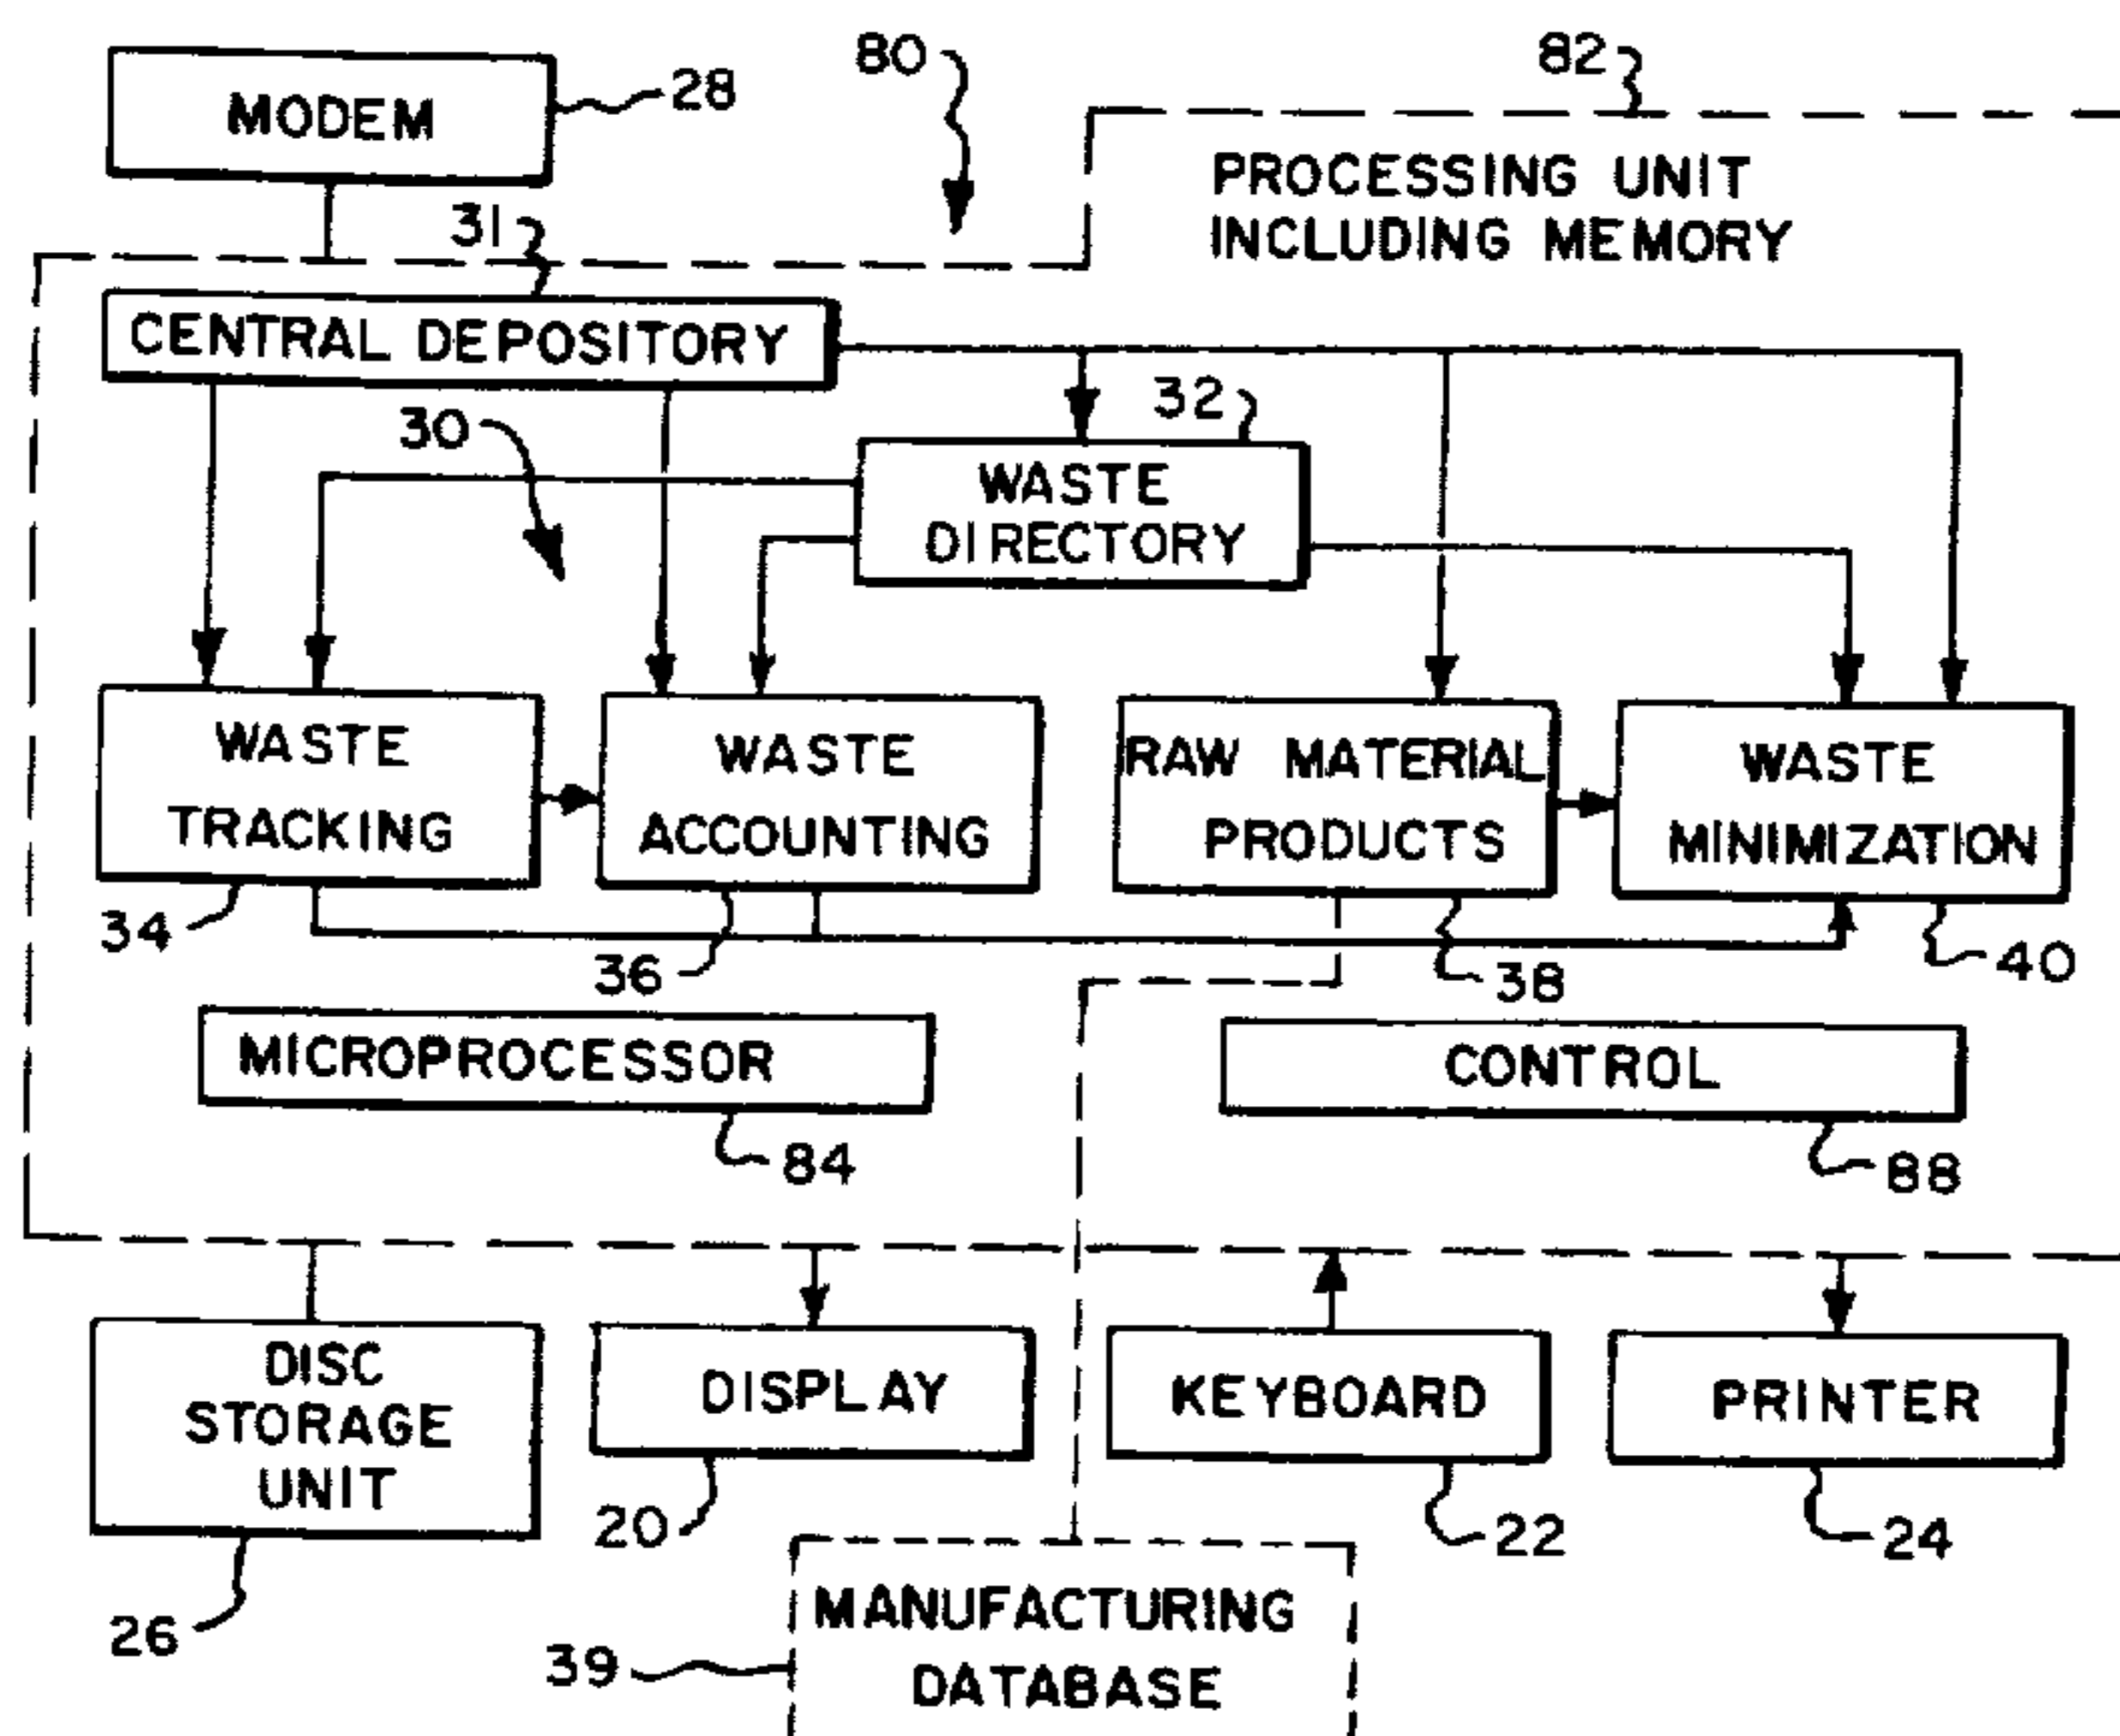 MODEM
28
80
82
PROCESSING UNIT
INCLUDING MEMORY
31
CENTRAL DEPOSITORY
30
32
WASTE
DIRECTORY
WASTE
TRACKING
WASTE
ACCOUNTING
RAW MATERIAL
PRODUCTS
WASTE
MINIMIZATION
34
36
38
40
MICROPROCESSOR
CONTROL
84
88
DISC
STORAGE
UNIT
DISPLAY
KEYBOARD
PRINTER
20
22
24
26
MANUFACTURING
DATABASE
39